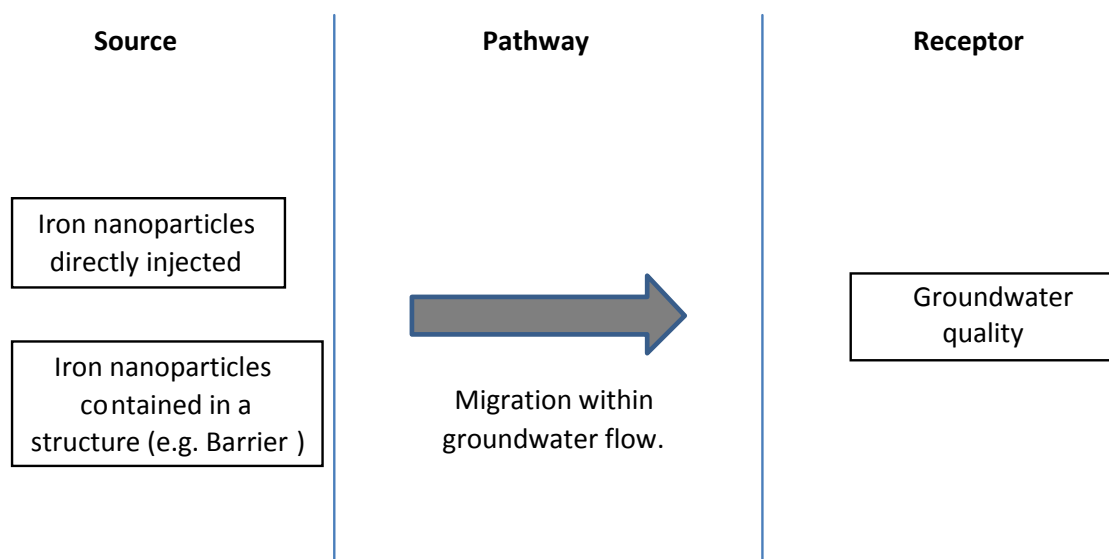 Source
Pathway
Receptor
Iron nanoparticles
directly injected
Iron nanoparticles
contained in a
structure (e.g. Barrier )
Migration within
groundwater flow.
Groundwater
quality